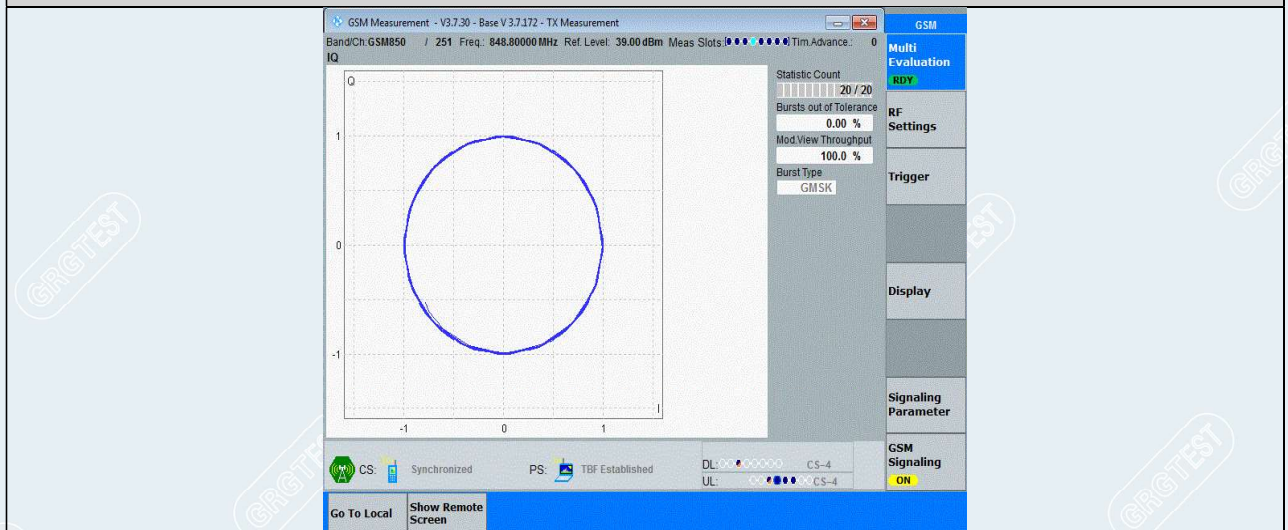 GSM Measurement - V3.7.30 - Base V 3.7.172 - TX Measurement
GSM
Band/Ch:GSM850 / 251 Freq.: 848.80000 MHz Ref. Level: 39.00 dBm Meas Slots: Tim.Advance.: 0
IQ
Multi
Evaluation
RDY
Q
Statistic Count
20 / 20
Bursts out of Tolerance
0.00 %
Mod.View Throughput
100.0 %
Burst Type
GMSK
RF
Settings
Trigger
Display
Signaling
Parameter
GSM
Signaling
ON
1
0
-1
I
-1 0 1
CS: Synchronized PS: TBF Established
DL: CS-4
UL: CS-4
Go To Local
Show Remote
Screen
GRGTEST
GRGTEST
GRGTEST
GRGTEST